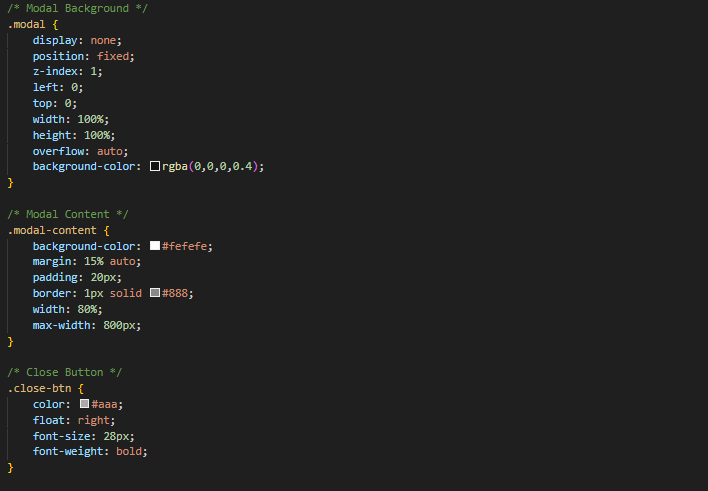 /* Modal Background */
.modal {
    display: none;
    position: fixed;
    z-index: 1;
    left: 0;
    top: 0;
    width: 100%;
    height: 100%;
    overflow: auto;
    background-color: rgba(0,0,0,0.4);
}

/* Modal Content */
.modal-content {
    background-color: #fefefe;
    margin: 15% auto;
    padding: 20px;
    border: 1px solid #888;
    width: 80%;
    max-width: 800px;
}

/* Close Button */
.close-btn {
    color: #aaa;
    float: right;
    font-size: 28px;
    font-weight: bold;
}